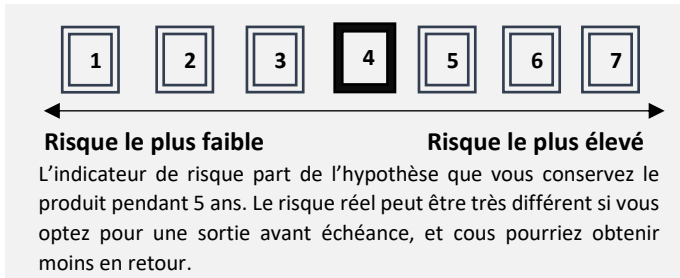 1 2 3 4 5 6 7
Risque le plus faible Risque le plus élevé
L’indicateur de risque part de l’hypothèse que vous conservez le
produit pendant 5 ans. Le risque réel peut être très différent si vous
optez pour une sortie avant échéance, et cous pourriez obtenir
moins en retour.